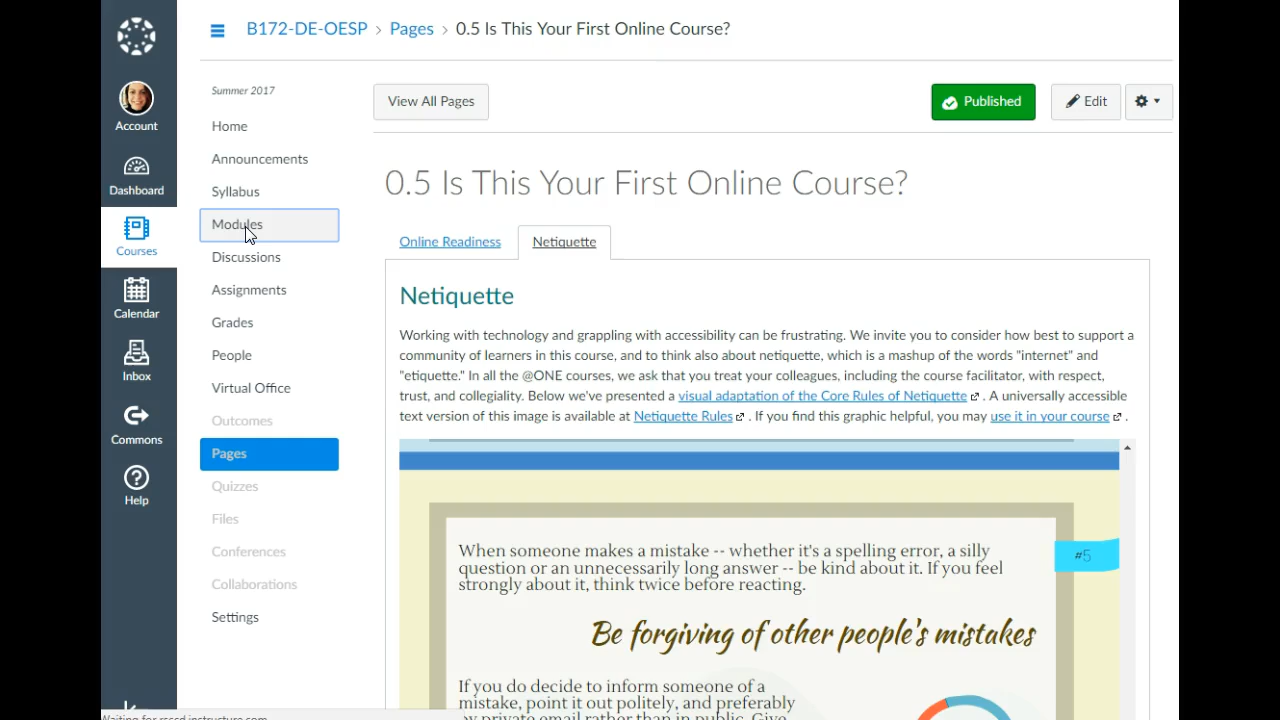 B172-DE-OESP > Pages > 0.5 Is This Your First Online Course?
Account
Dashboard
Courses
Calendar
Inbox
Commons
Help
Summer 2017
Home
Announcements
Syllabus
Modules
Discussions
Assignments
Grades
People
Virtual Office
Outcomes
Pages
Quizzes
Files
Conferences
Collaborations
Settings
View All Pages
Published
Edit
0.5 Is This Your First Online Course?
Online Readiness
Netiquette
Netiquette
Working with technology and grappling with accessibility can be frustrating. We invite you to consider how best to support a
community of learners in this course, and to think also about netiquette, which is a mashup of the words "internet" and
"etiquette." In all the @ONE courses, we ask that you treat your colleagues, including the course facilitator, with respect,
trust, and collegiality. Below we've presented a visual adaptation of the Core Rules of Netiquette . A universally accessible
text version of this image is available at Netiquette Rules . If you find this graphic helpful, you may use it in your course .
When someone makes a mistake -- whether it's a spelling error, a silly
question or an unnecessarily long answer -- be kind about it. If you feel
strongly about it, think twice before reacting.
#5
Be forgiving of other people's mistakes
If you do decide to inform someone of a
mistake, point it out politely, and preferably
by private email rather than in public. Give